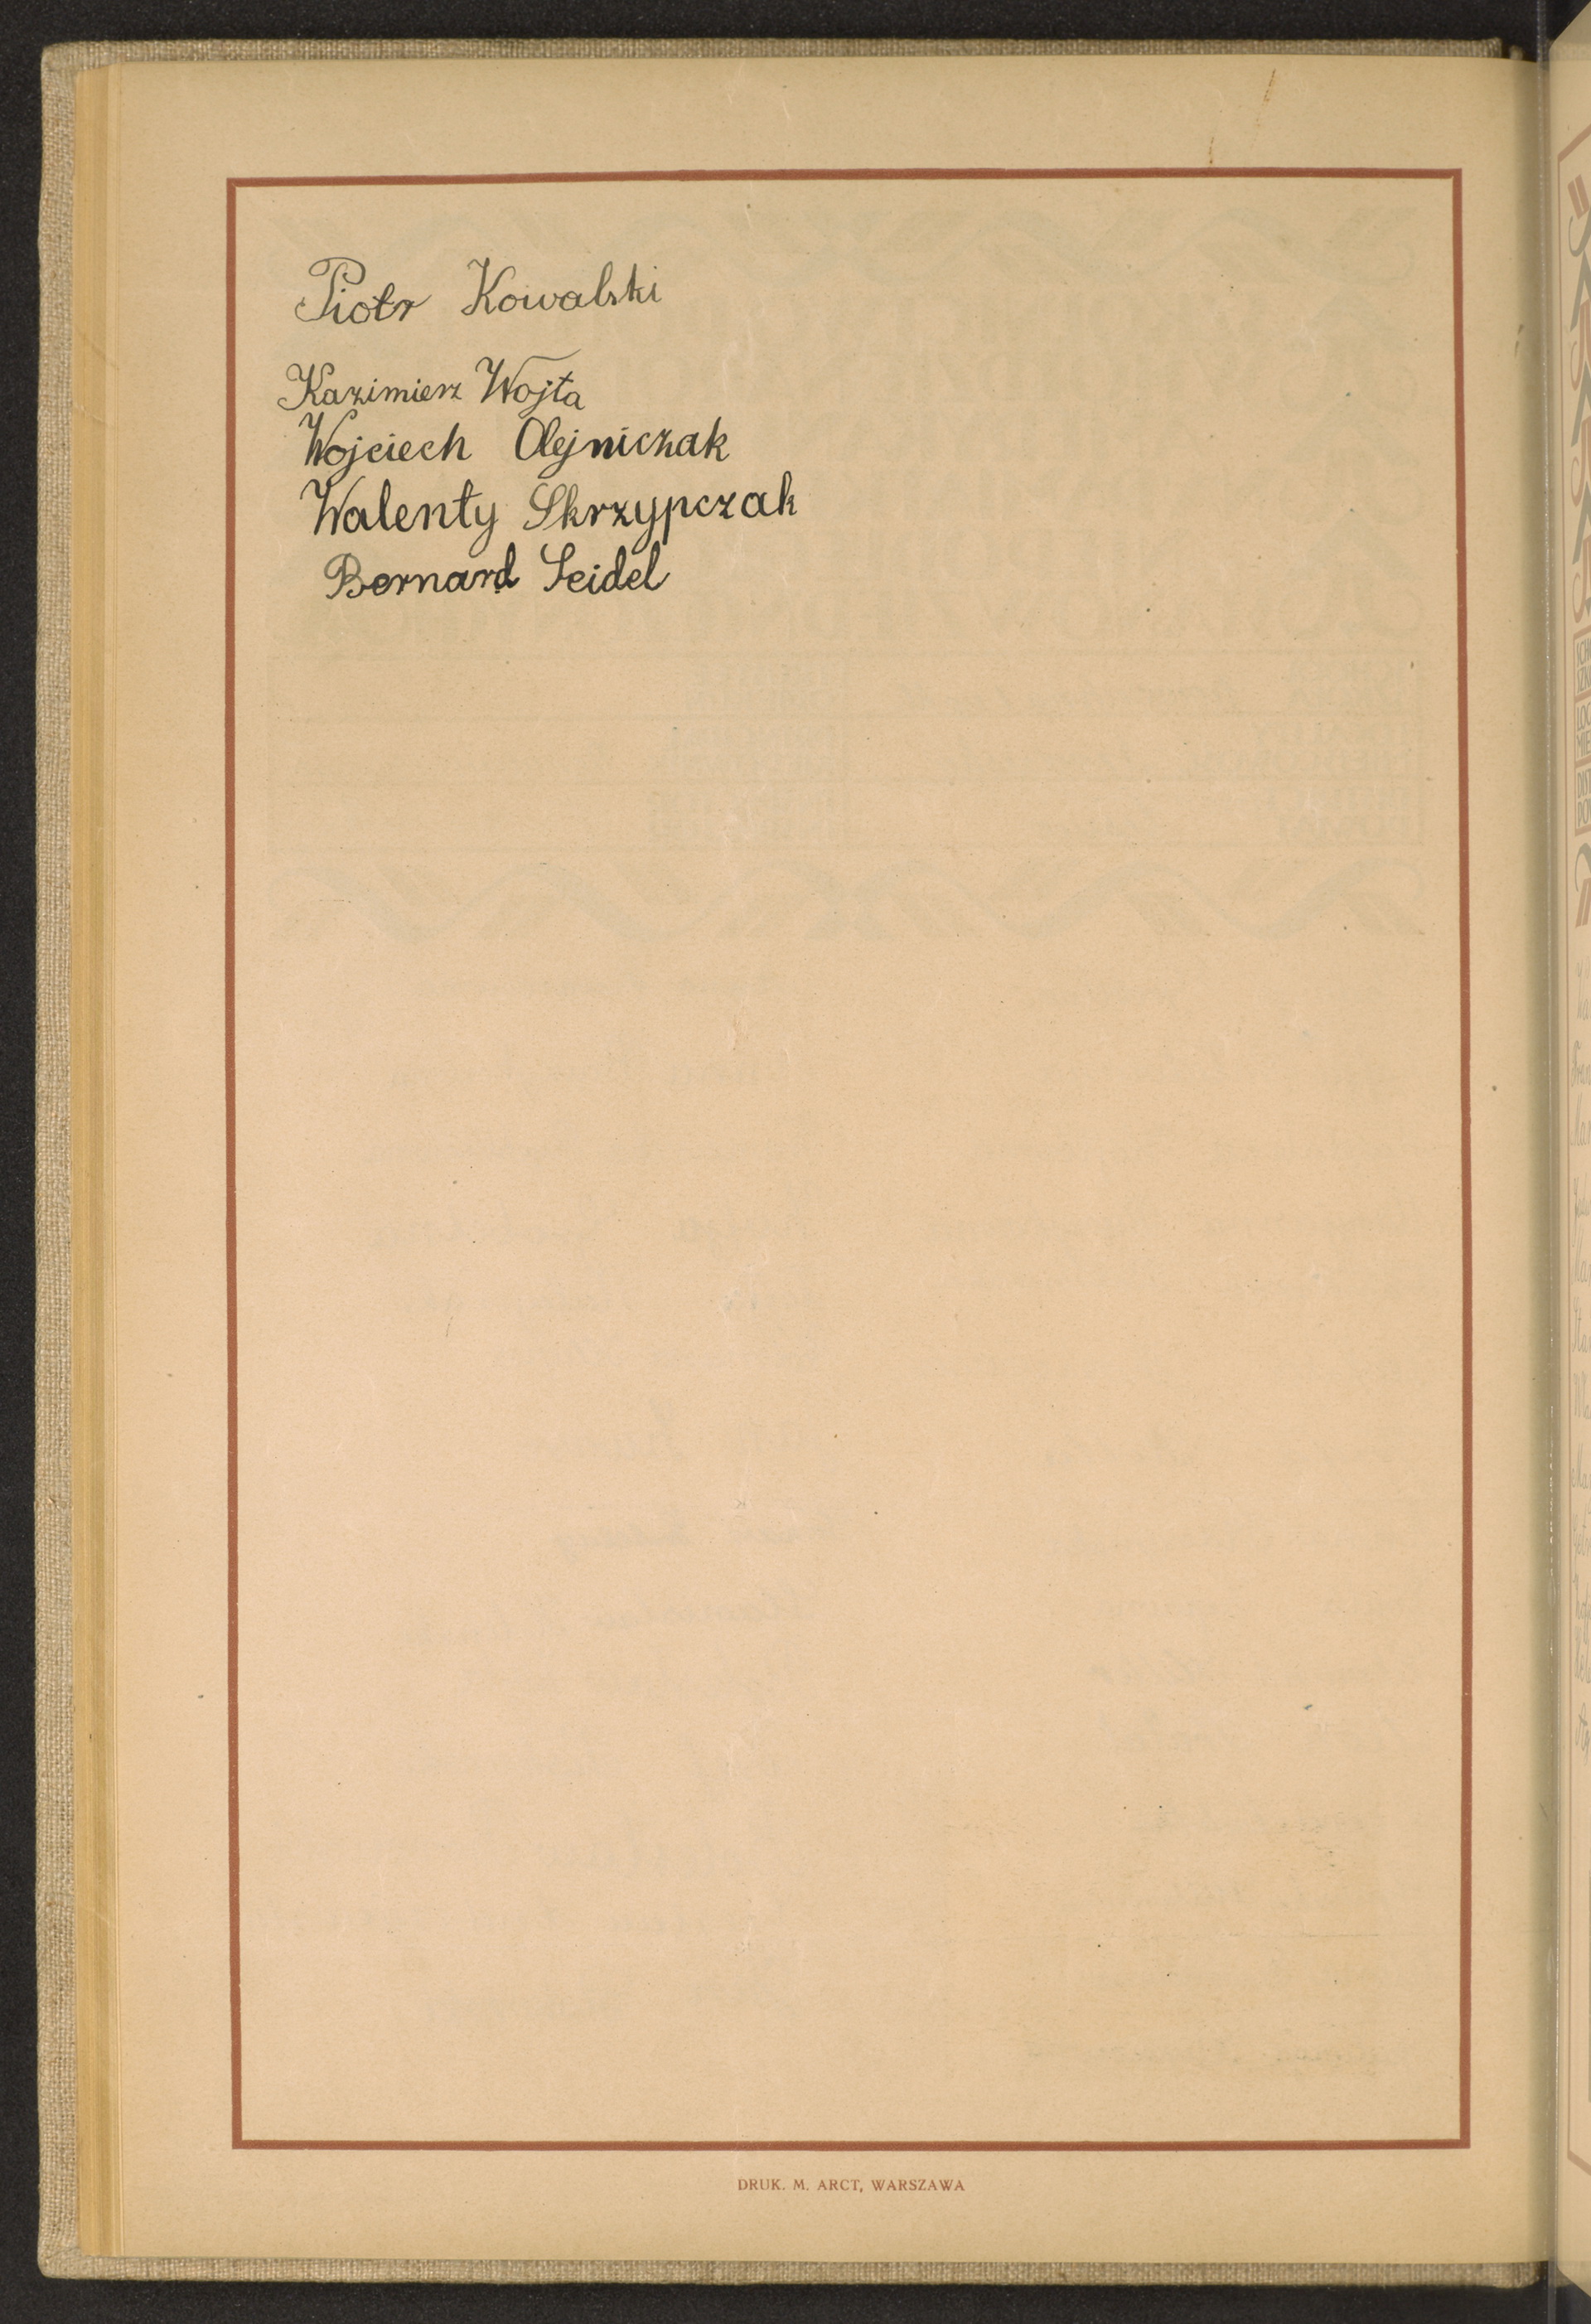 Piotr Kowalski
Kazimierz Wojta
Wojciech Olejniczak
Walenty Skrzypczak
Bernard Seidel
DRUK. M. ARCT, WARSZAWA